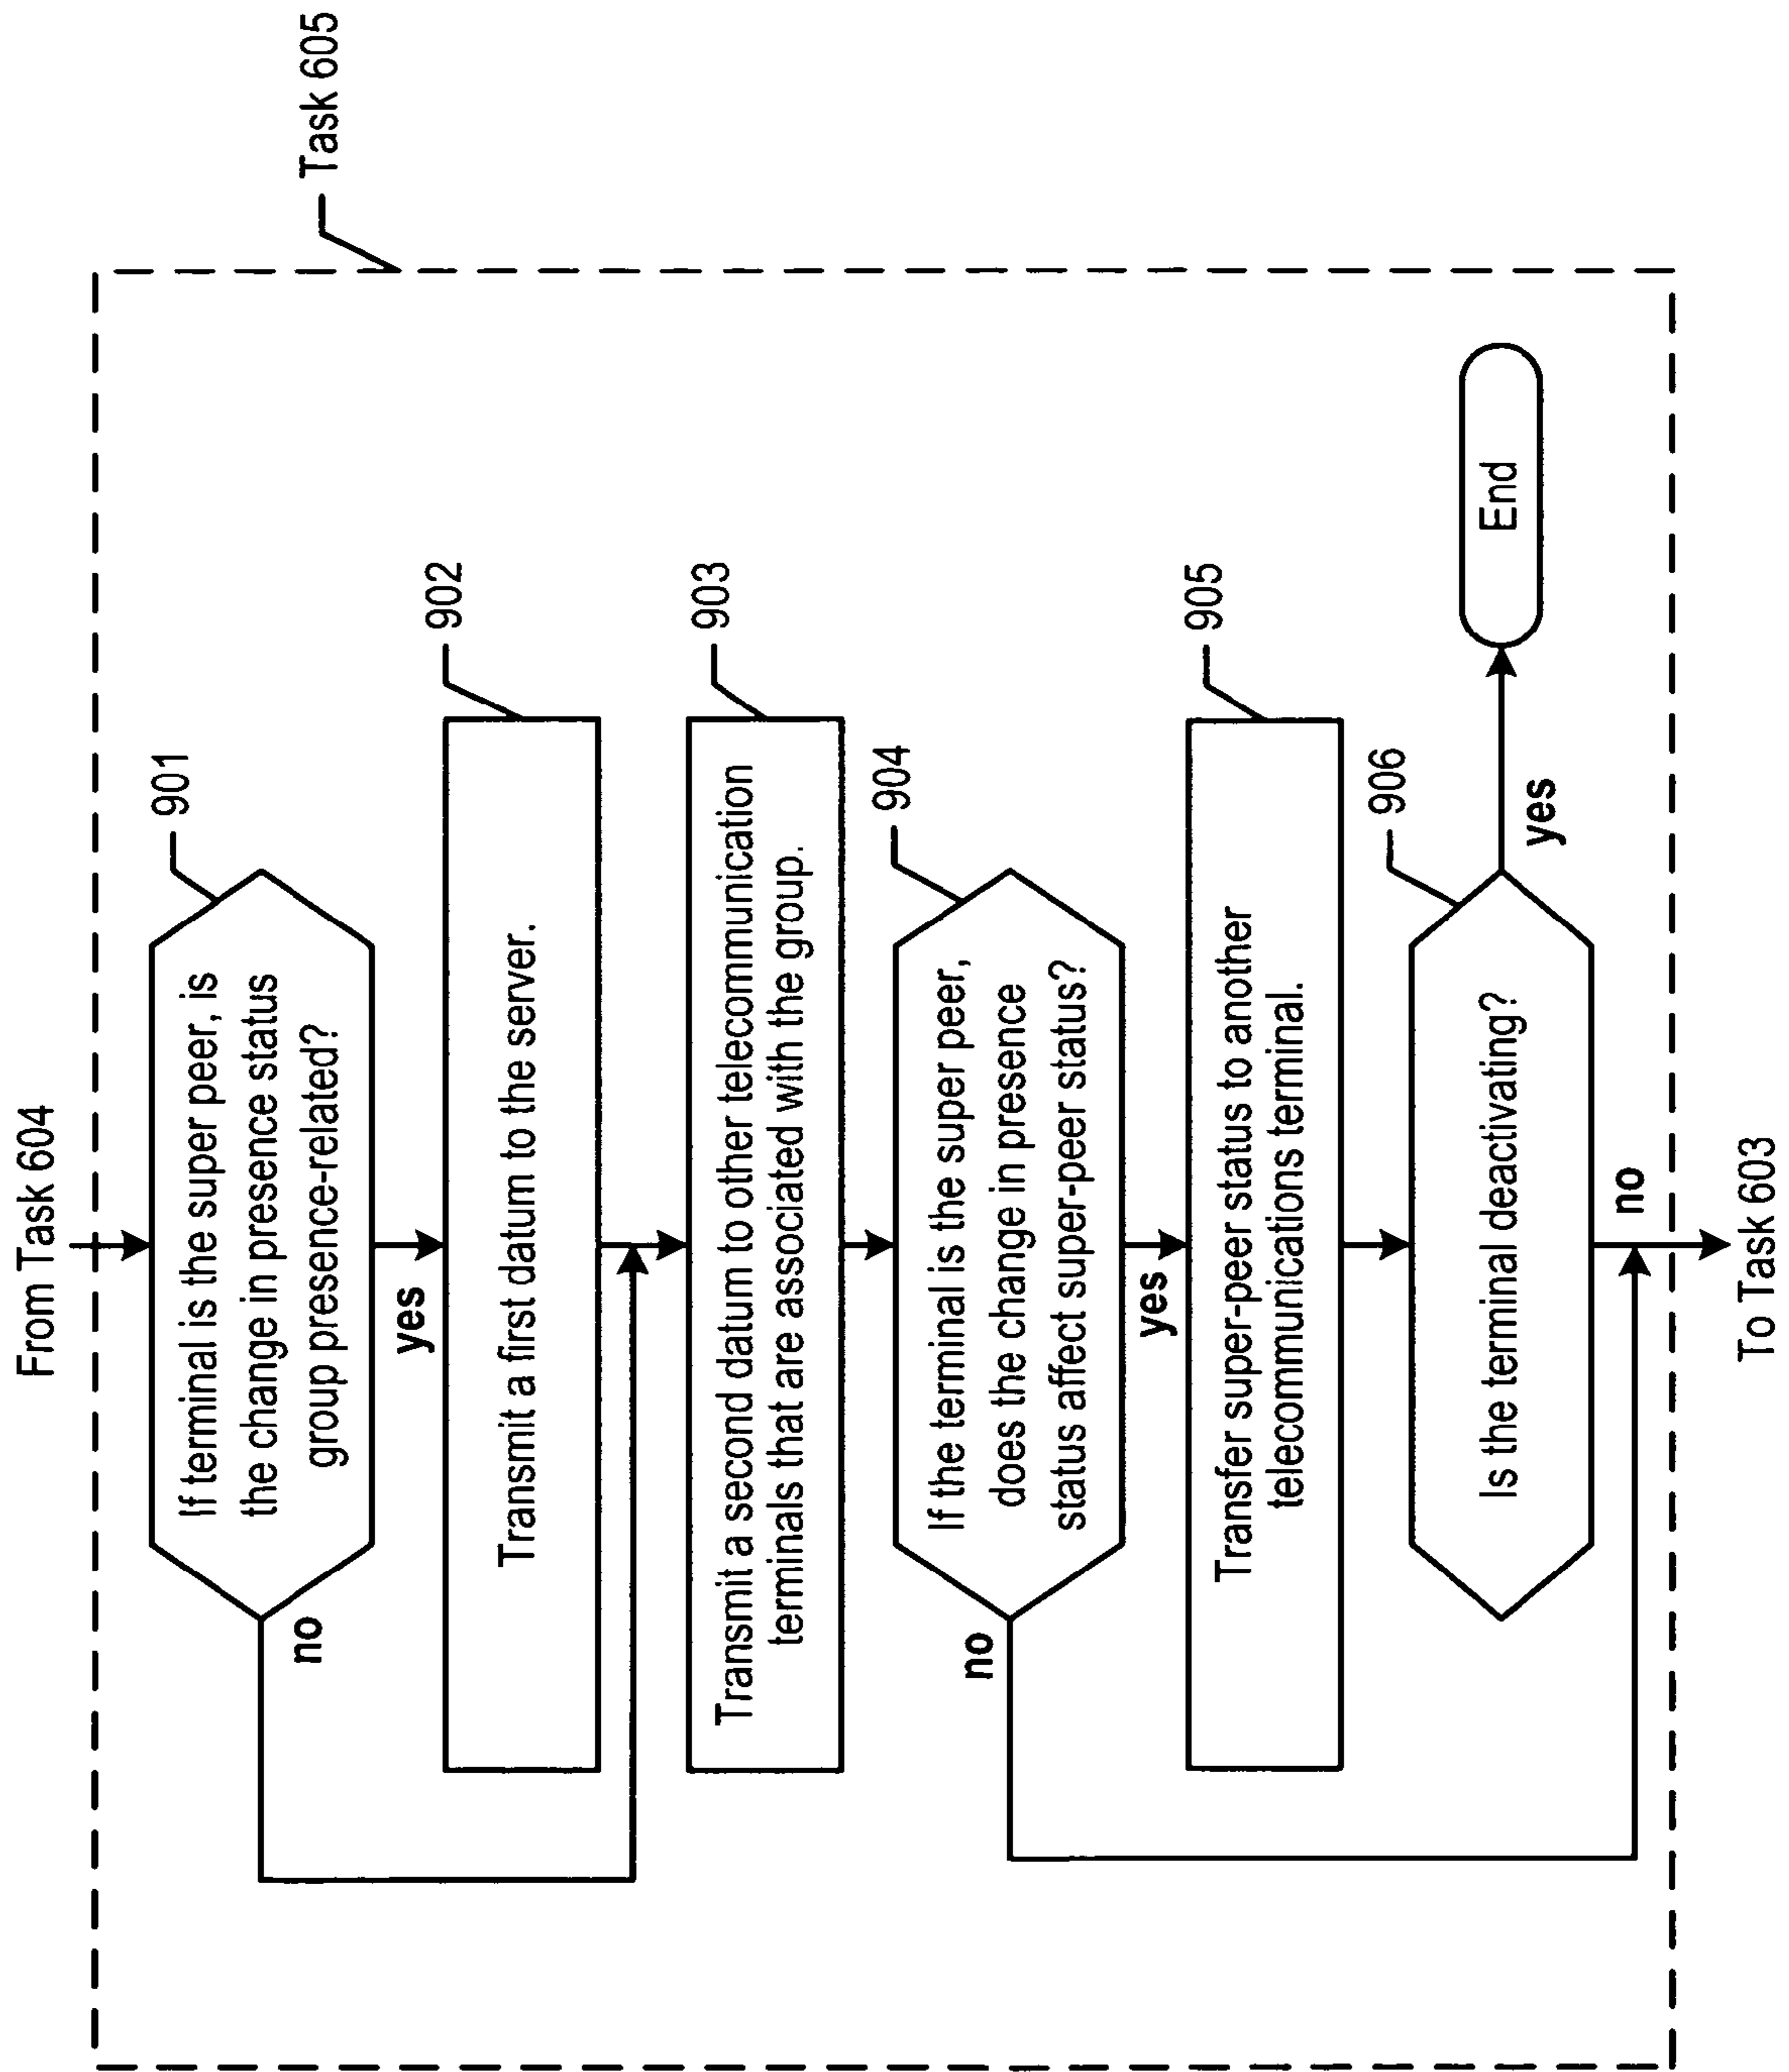 From Task 604
Task 605
901
If terminal is the super peer, is
the change in presence status
group presence-related?
no
yes
902
Transmit a first datum to the server.
903
Transmit a second datum to other telecommunication
terminals that are associated with the group.
904
If the terminal is the super peer,
does the change in presence
status affect super-peer status?
no
yes
905
Transfer super-peer status to another
telecommunications terminal.
906
Is the terminal deactivating?
yes
End
no
To Task 603